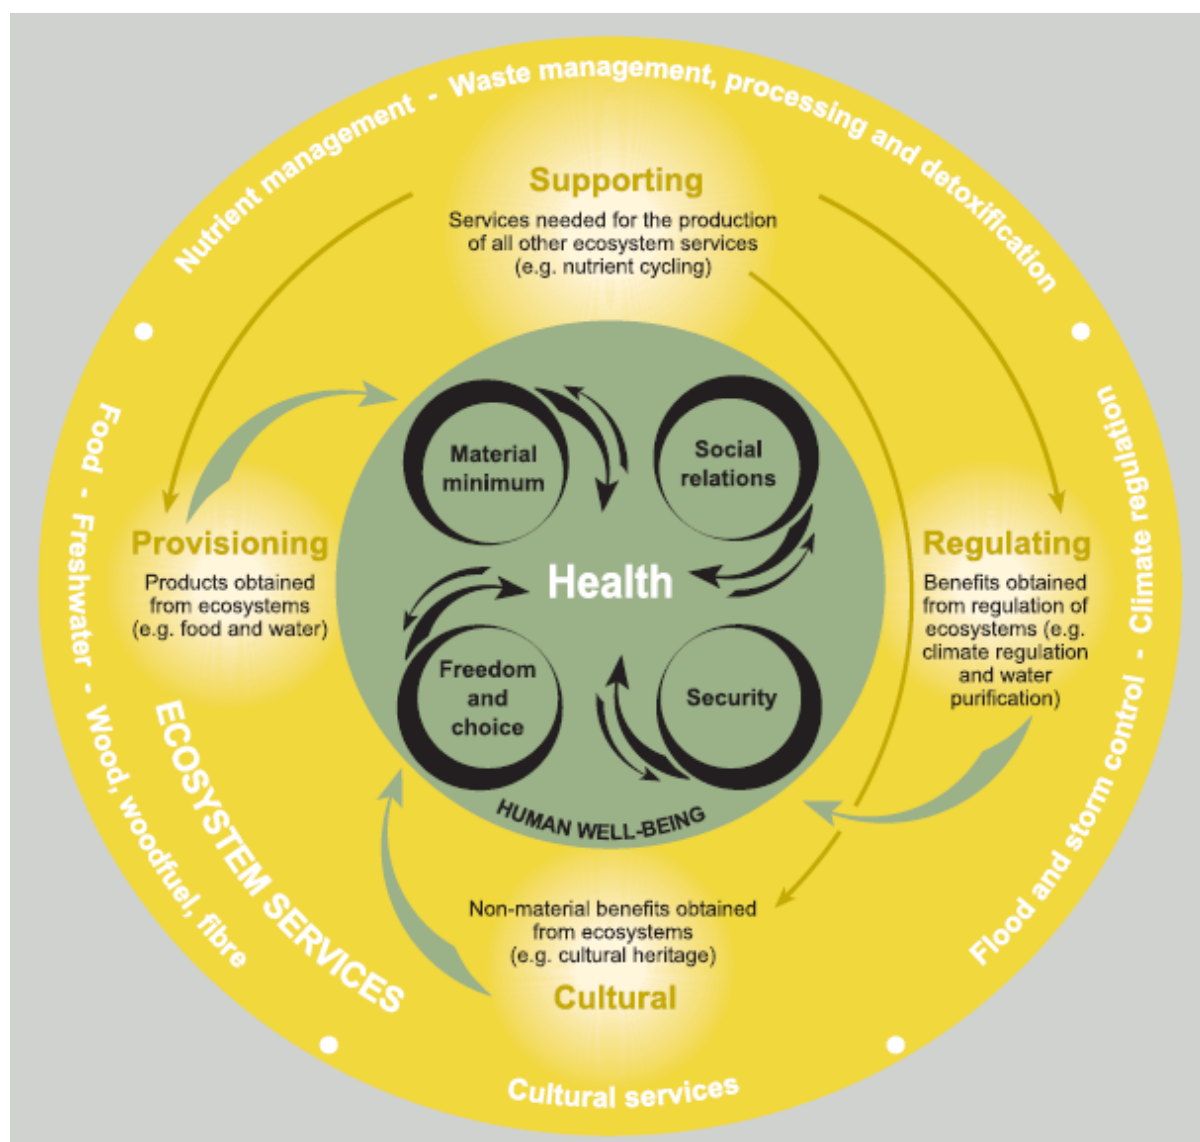 Nutrient management - Waste management, processing and detoxification
Supporting
Services needed for the production
of all other ecosystem services
(e.g. nutrient cycling)
Food - Freshwater - Wood, woodfuel, fibre
Flood and storm control - Climate regulation
Material
minimum
Social
relations
Provisioning
Products obtained
from ecosystems
(e.g. food and water)
Health
Regulating
Benefits obtained
from regulation of
ecosystems (e.g.
climate regulation
and water
purification)
Freedom
and
choice
Security
HUMAN WELL-BEING
ECOSYSTEM SERVICES
Non-material benefits obtained
from ecosystems
(e.g. cultural heritage)
Cultural
Cultural services